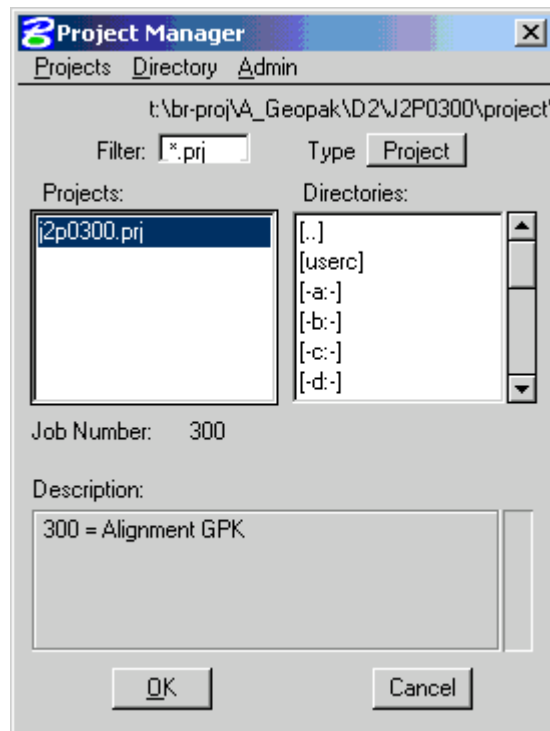 Project Manager
Projects Directory Admin
t:\br-proj\A_Geopak\D2\J2P0300\project\
Filter: *.prj Type Project
Projects: Directories:
j2p0300.prj
[..]
[userc]
[-a:-]
[-b:-]
[-c:-]
[-d:-]
Job Number: 300
Description:
300 = Alignment GPK
OK Cancel